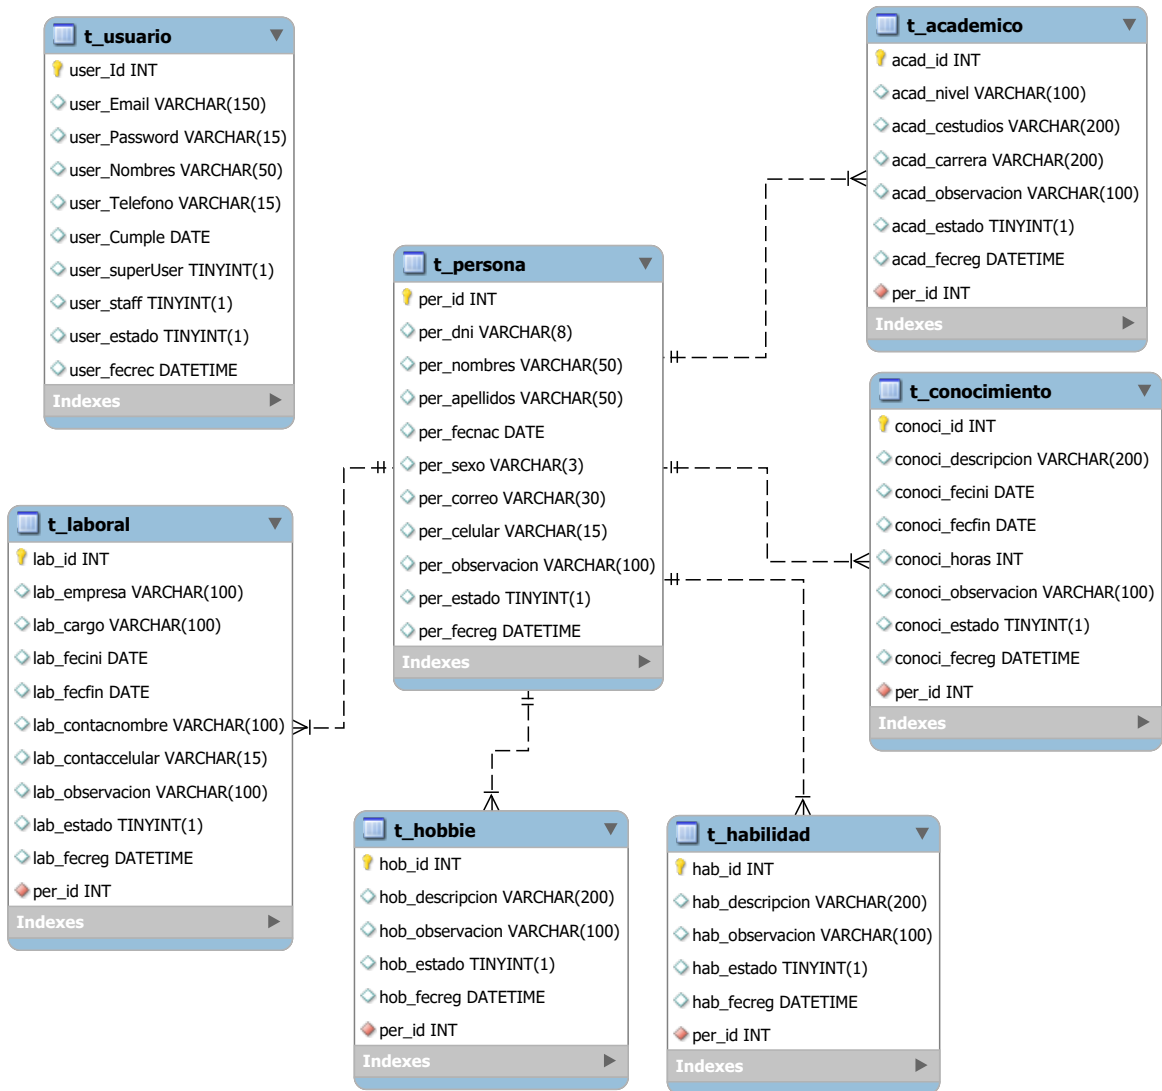 t_usuario
user_Id INT
user_Email VARCHAR(150)
user_Password VARCHAR(15)
user_Nombres VARCHAR(50)
user_Telefono VARCHAR(15)
user_Cumple DATE
user_superUser TINYINT(1)
user_staff TINYINT(1)
user_estado TINYINT(1)
user_fecrec DATETIME
Indexes
t_academico
acad_id INT
acad_nivel VARCHAR(100)
acad_cestudios VARCHAR(200)
acad_carrera VARCHAR(200)
acad_observacion VARCHAR(100)
acad_estado TINYINT(1)
acad_fecreg DATETIME
per_id INT
Indexes
t_persona
per_id INT
per_dni VARCHAR(8)
per_nombres VARCHAR(50)
per_apellidos VARCHAR(50)
per_fecnac DATE
per_sexo VARCHAR(3)
per_correo VARCHAR(30)
per_celular VARCHAR(15)
per_observacion VARCHAR(100)
per_estado TINYINT(1)
per_fecreg DATETIME
Indexes
t_conocimiento
conoci_id INT
conoci_descripcion VARCHAR(200)
conoci_fecini DATE
conoci_fecfin DATE
conoci_horas INT
conoci_observacion VARCHAR(100)
conoci_estado TINYINT(1)
conoci_fecreg DATETIME
per_id INT
Indexes
t_laboral
lab_id INT
lab_empresa VARCHAR(100)
lab_cargo VARCHAR(100)
lab_fecini DATE
lab_fecfin DATE
lab_contacnombre VARCHAR(100)
lab_contaccelular VARCHAR(15)
lab_observacion VARCHAR(100)
lab_estado TINYINT(1)
lab_fecreg DATETIME
per_id INT
Indexes
t_hobbie
hob_id INT
hob_descripcion VARCHAR(200)
hob_observacion VARCHAR(100)
hob_estado TINYINT(1)
hob_fecreg DATETIME
per_id INT
Indexes
t_habilidad
hab_id INT
hab_descripcion VARCHAR(200)
hab_observacion VARCHAR(100)
hab_estado TINYINT(1)
hab_fecreg DATETIME
per_id INT
Indexes